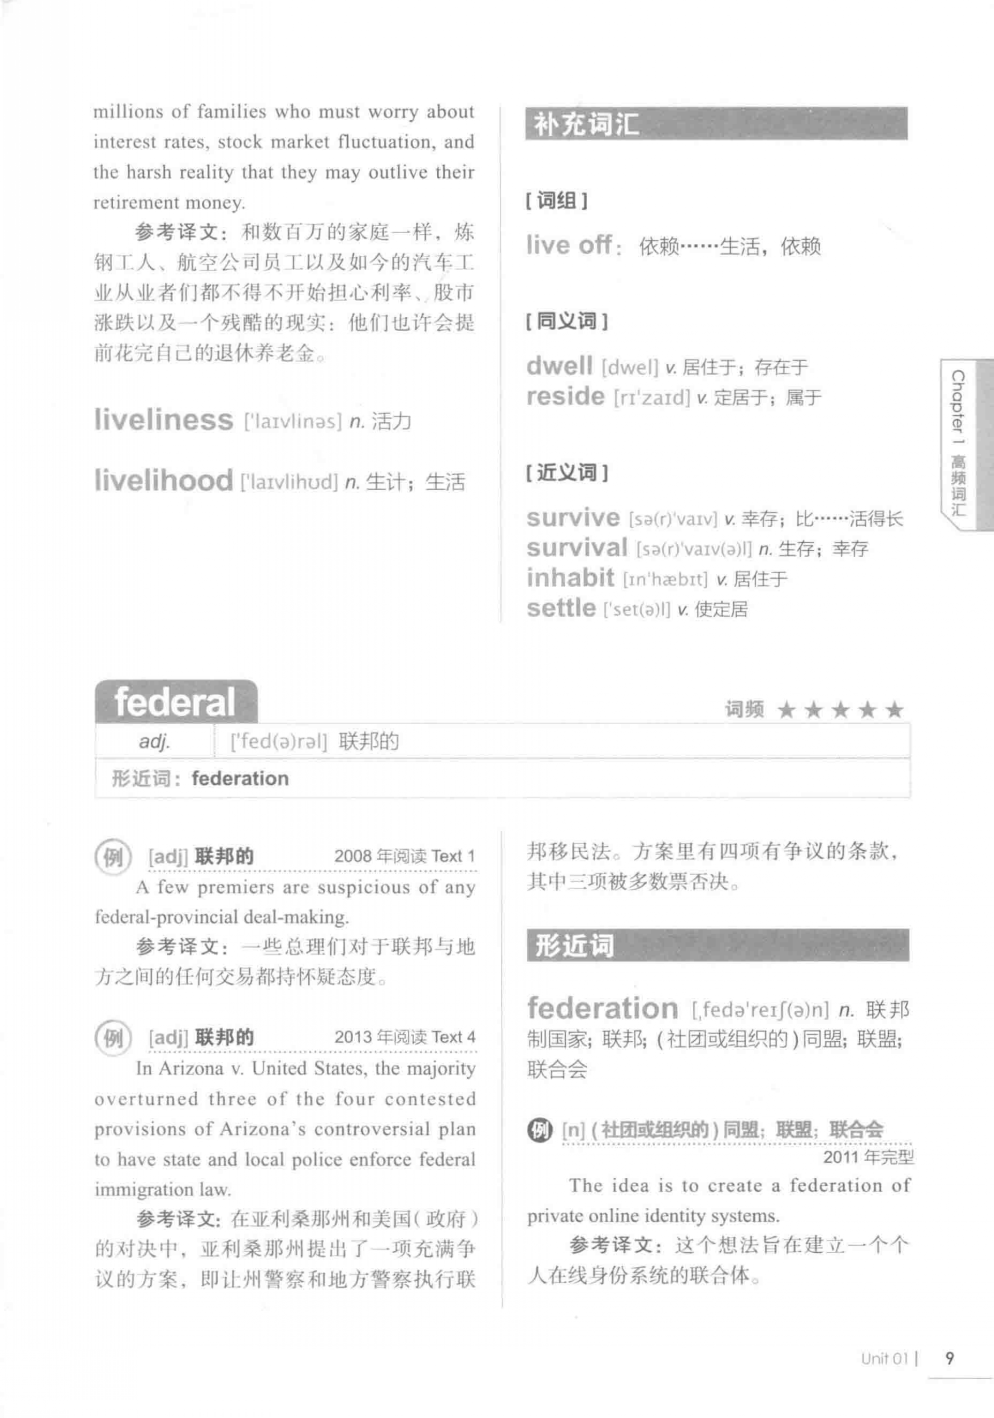 millions of families who must worry about
interest rates, stock market fluctuation, and
the harsh reality that they may outlive their
retirement money.
参考译文：和数百万的家庭一样，炼
钢工人、航空公司员工以及如今的汽车工
业从业者们都不得不开始担心利率、股市
涨跌以及一个残酷的现实：他们也许会提
前花完自己的退休养老金。
liveliness ['laɪvlinəs] n. 活力
livelihood ['laɪvlihʊd] n. 生计；生活
补充词汇
[词组]
live off：依赖……生活，依赖
[同义词]
dwell [dwel] v. 居住于；存在于
reside [rɪ'zaɪd] v. 定居于；属于
[近义词]
survive [sə(r)'vaɪv] v. 幸存；比……活得长
survival [sə(r)'vaɪv(ə)l] n. 生存；幸存
inhabit [ɪn'hæbɪt] v. 居住于
settle ['set(ə)l] v. 使定居
Chapter 1 高频词汇
federal
词频 ★★★★★
adj. ['fed(ə)rəl] 联邦的
形近词：federation
例 [adj] 联邦的 2008 年阅读 Text 1
A few premiers are suspicious of any
federal-provincial deal-making.
参考译文：一些总理们对于联邦与地
方之间的任何交易都持怀疑态度。
例 [adj] 联邦的 2013 年阅读 Text 4
In Arizona v. United States, the majority
overturned three of the four contested
provisions of Arizona's controversial plan
to have state and local police enforce federal
immigration law.
参考译文：在亚利桑那州和美国(政府)
的对决中，亚利桑那州提出了一项充满争
议的方案，即让州警察和地方警察执行联
邦移民法。方案里有四项有争议的条款，
其中三项被多数票否决。
形近词
federation [ˌfedə'reɪʃ(ə)n] n. 联邦
制国家；联邦；(社团或组织的)同盟；联盟；
联合会
例 [n] (社团或组织的)同盟；联盟；联合会
2011 年完型
The idea is to create a federation of
private online identity systems.
参考译文：这个想法旨在建立一个个
人在线身份系统的联合体。
Unit 01 | 9